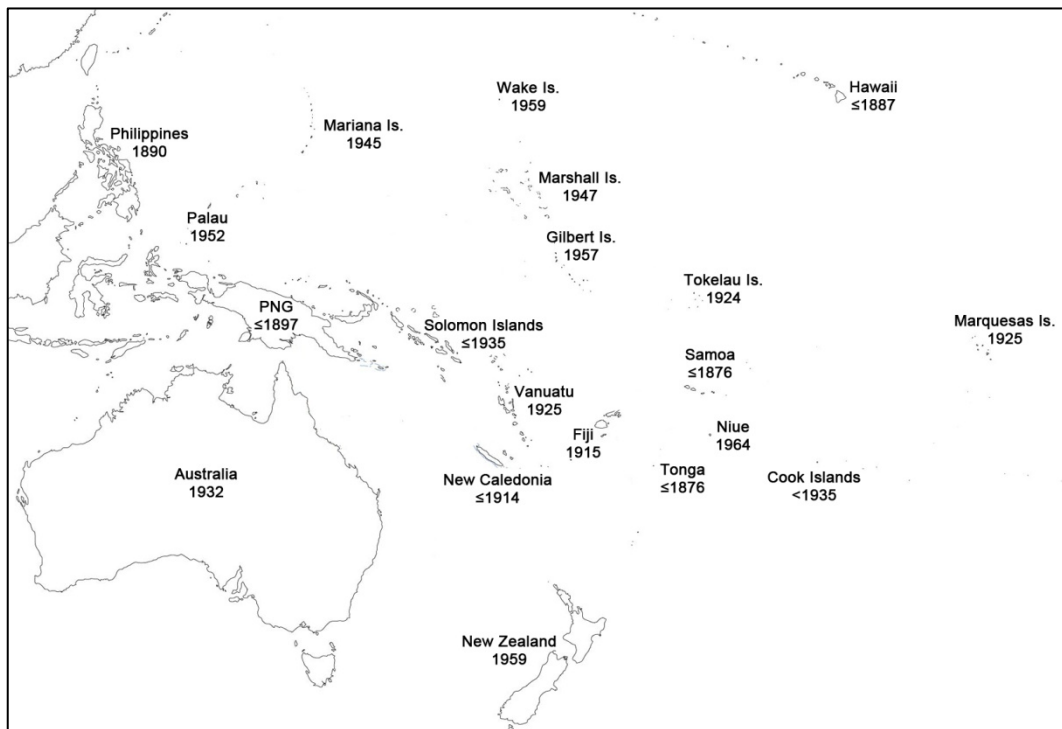 Wake Is.
1959
Hawaii
≤1887
Philippines
1890
Mariana Is.
1945
Marshall Is.
1947
Palau
1952
Gilbert Is.
1957
Tokelau Is.
1924
PNG
≤1897
Solomon Islands
≤1935
Marquesas Is.
1925
Samoa
≤1876
Vanuatu
1925
Fiji
1915
Niue
1964
Australia
1932
New Caledonia
≤1914
Tonga
≤1876
Cook Islands
<1935
New Zealand
1959